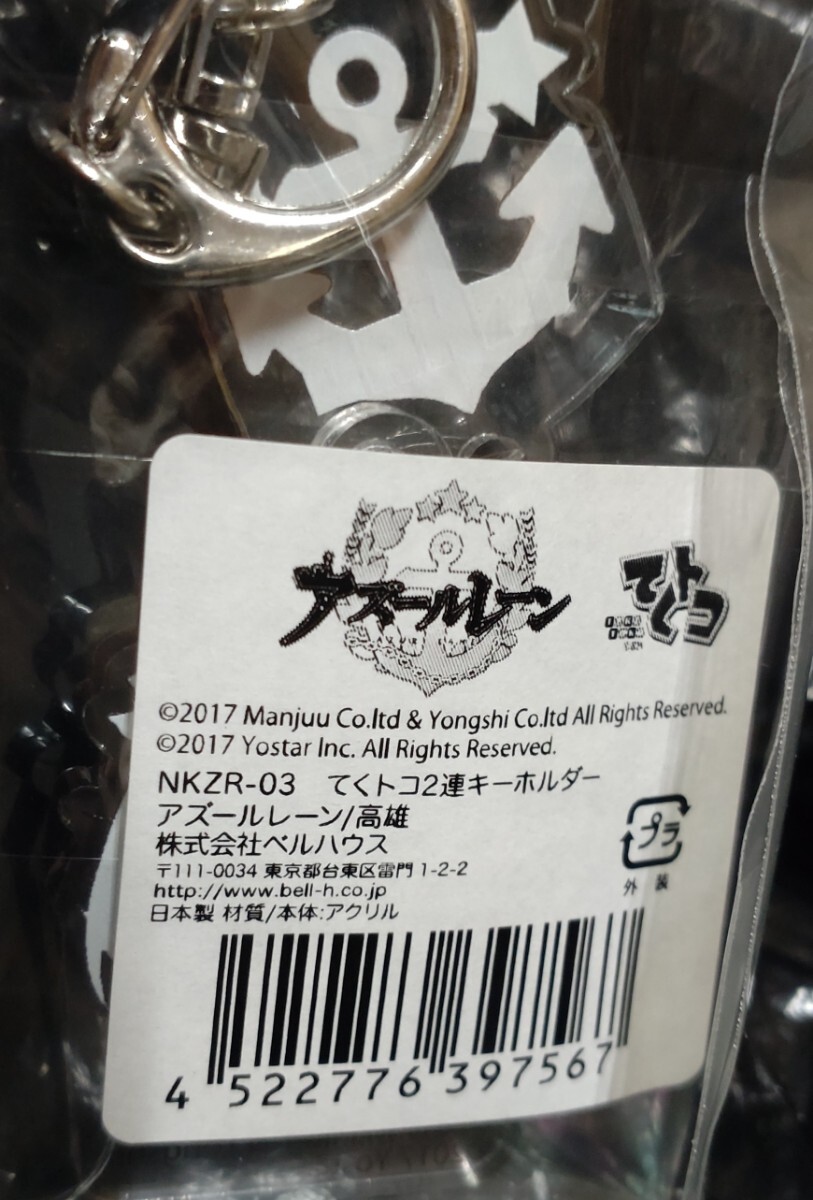 アズールレーン
てくトコ
©2017 Manjuu Co.ltd & Yongshi Co.ltd All Rights Reserved.
©2017 Yostar Inc. All Rights Reserved.
NKZR-03 てくトコ2連キーホルダー
アズールレーン/高雄
株式会社ベルハウス
〒111-0034 東京都台東区雷門1-2-2
http://www.bell-h.co.jp
日本製 材質/本体:アクリル
プラ
外装
4 522776 397567